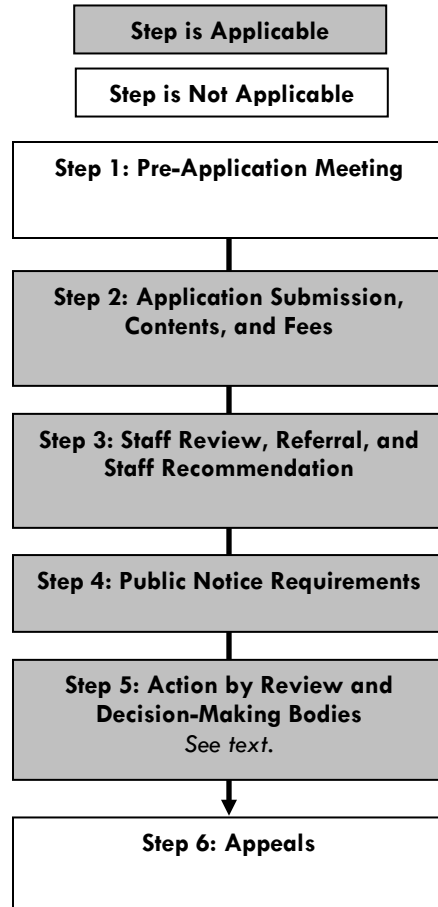 Step is Applicable
Step is Not Applicable
Step 1: Pre-Application Meeting
Step 2: Application Submission,
Contents, and Fees
Step 3: Staff Review, Referral, and
Staff Recommendation
Step 4: Public Notice Requirements
Step 5: Action by Review and
Decision-Making Bodies
See text.
Step 6: Appeals